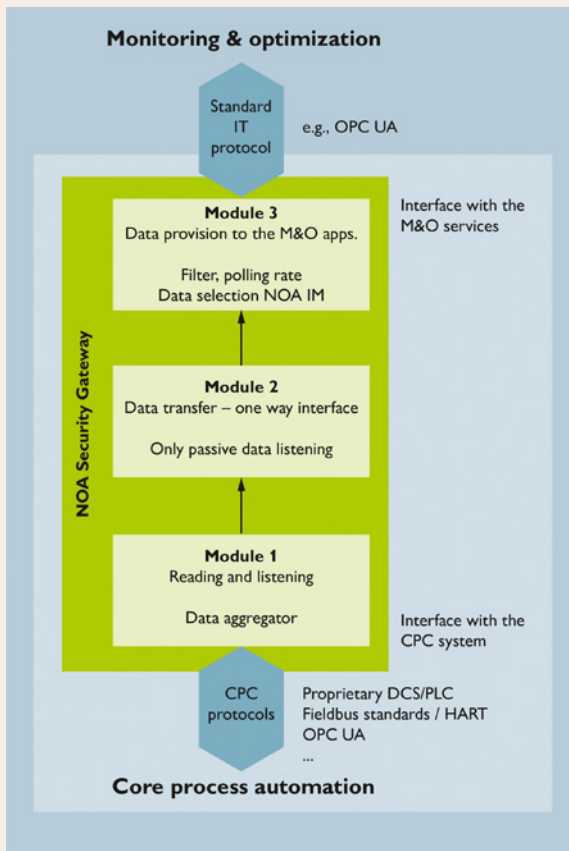 Monitoring & optimization
Standard
IT
protocol
e.g., OPC UA
Interface with the
M&O services
NOA Security Gateway
Module 3
Data provision to the M&O apps.
Filter, polling rate
Data selection NOA IM
Module 2
Data transfer – one way interface
Only passive data listening
Module 1
Reading and listening
Data aggregator
Interface with the
CPC system
CPC
protocols
Proprietary DCS/PLC
Fieldbus standards / HART
OPC UA
...
Core process automation